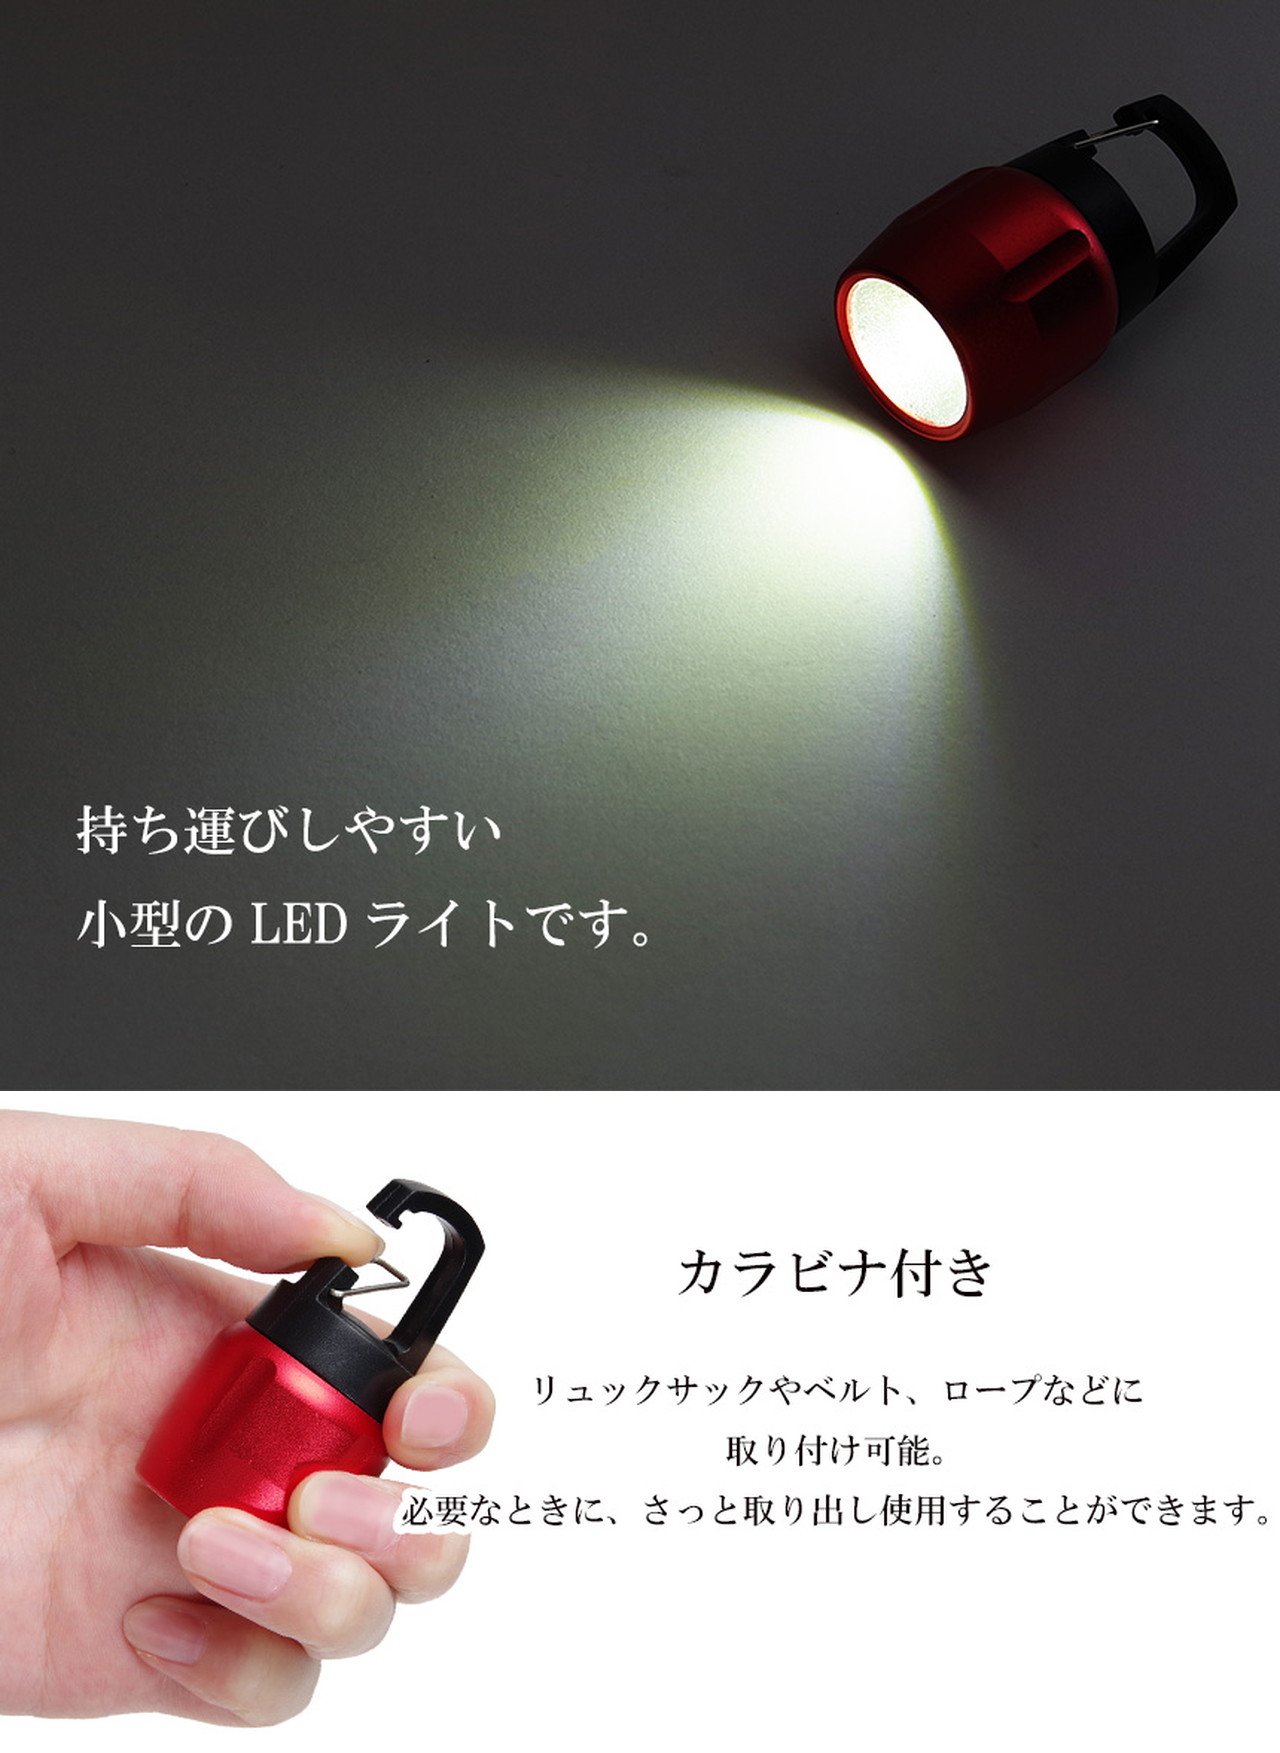 持ち運びしやすい
小型の LED ライトです。
カラビナ付き
リュックサックやベルト、ロープなどに
取り付け可能。
必要なときに、さっと取り出し使用することができます。